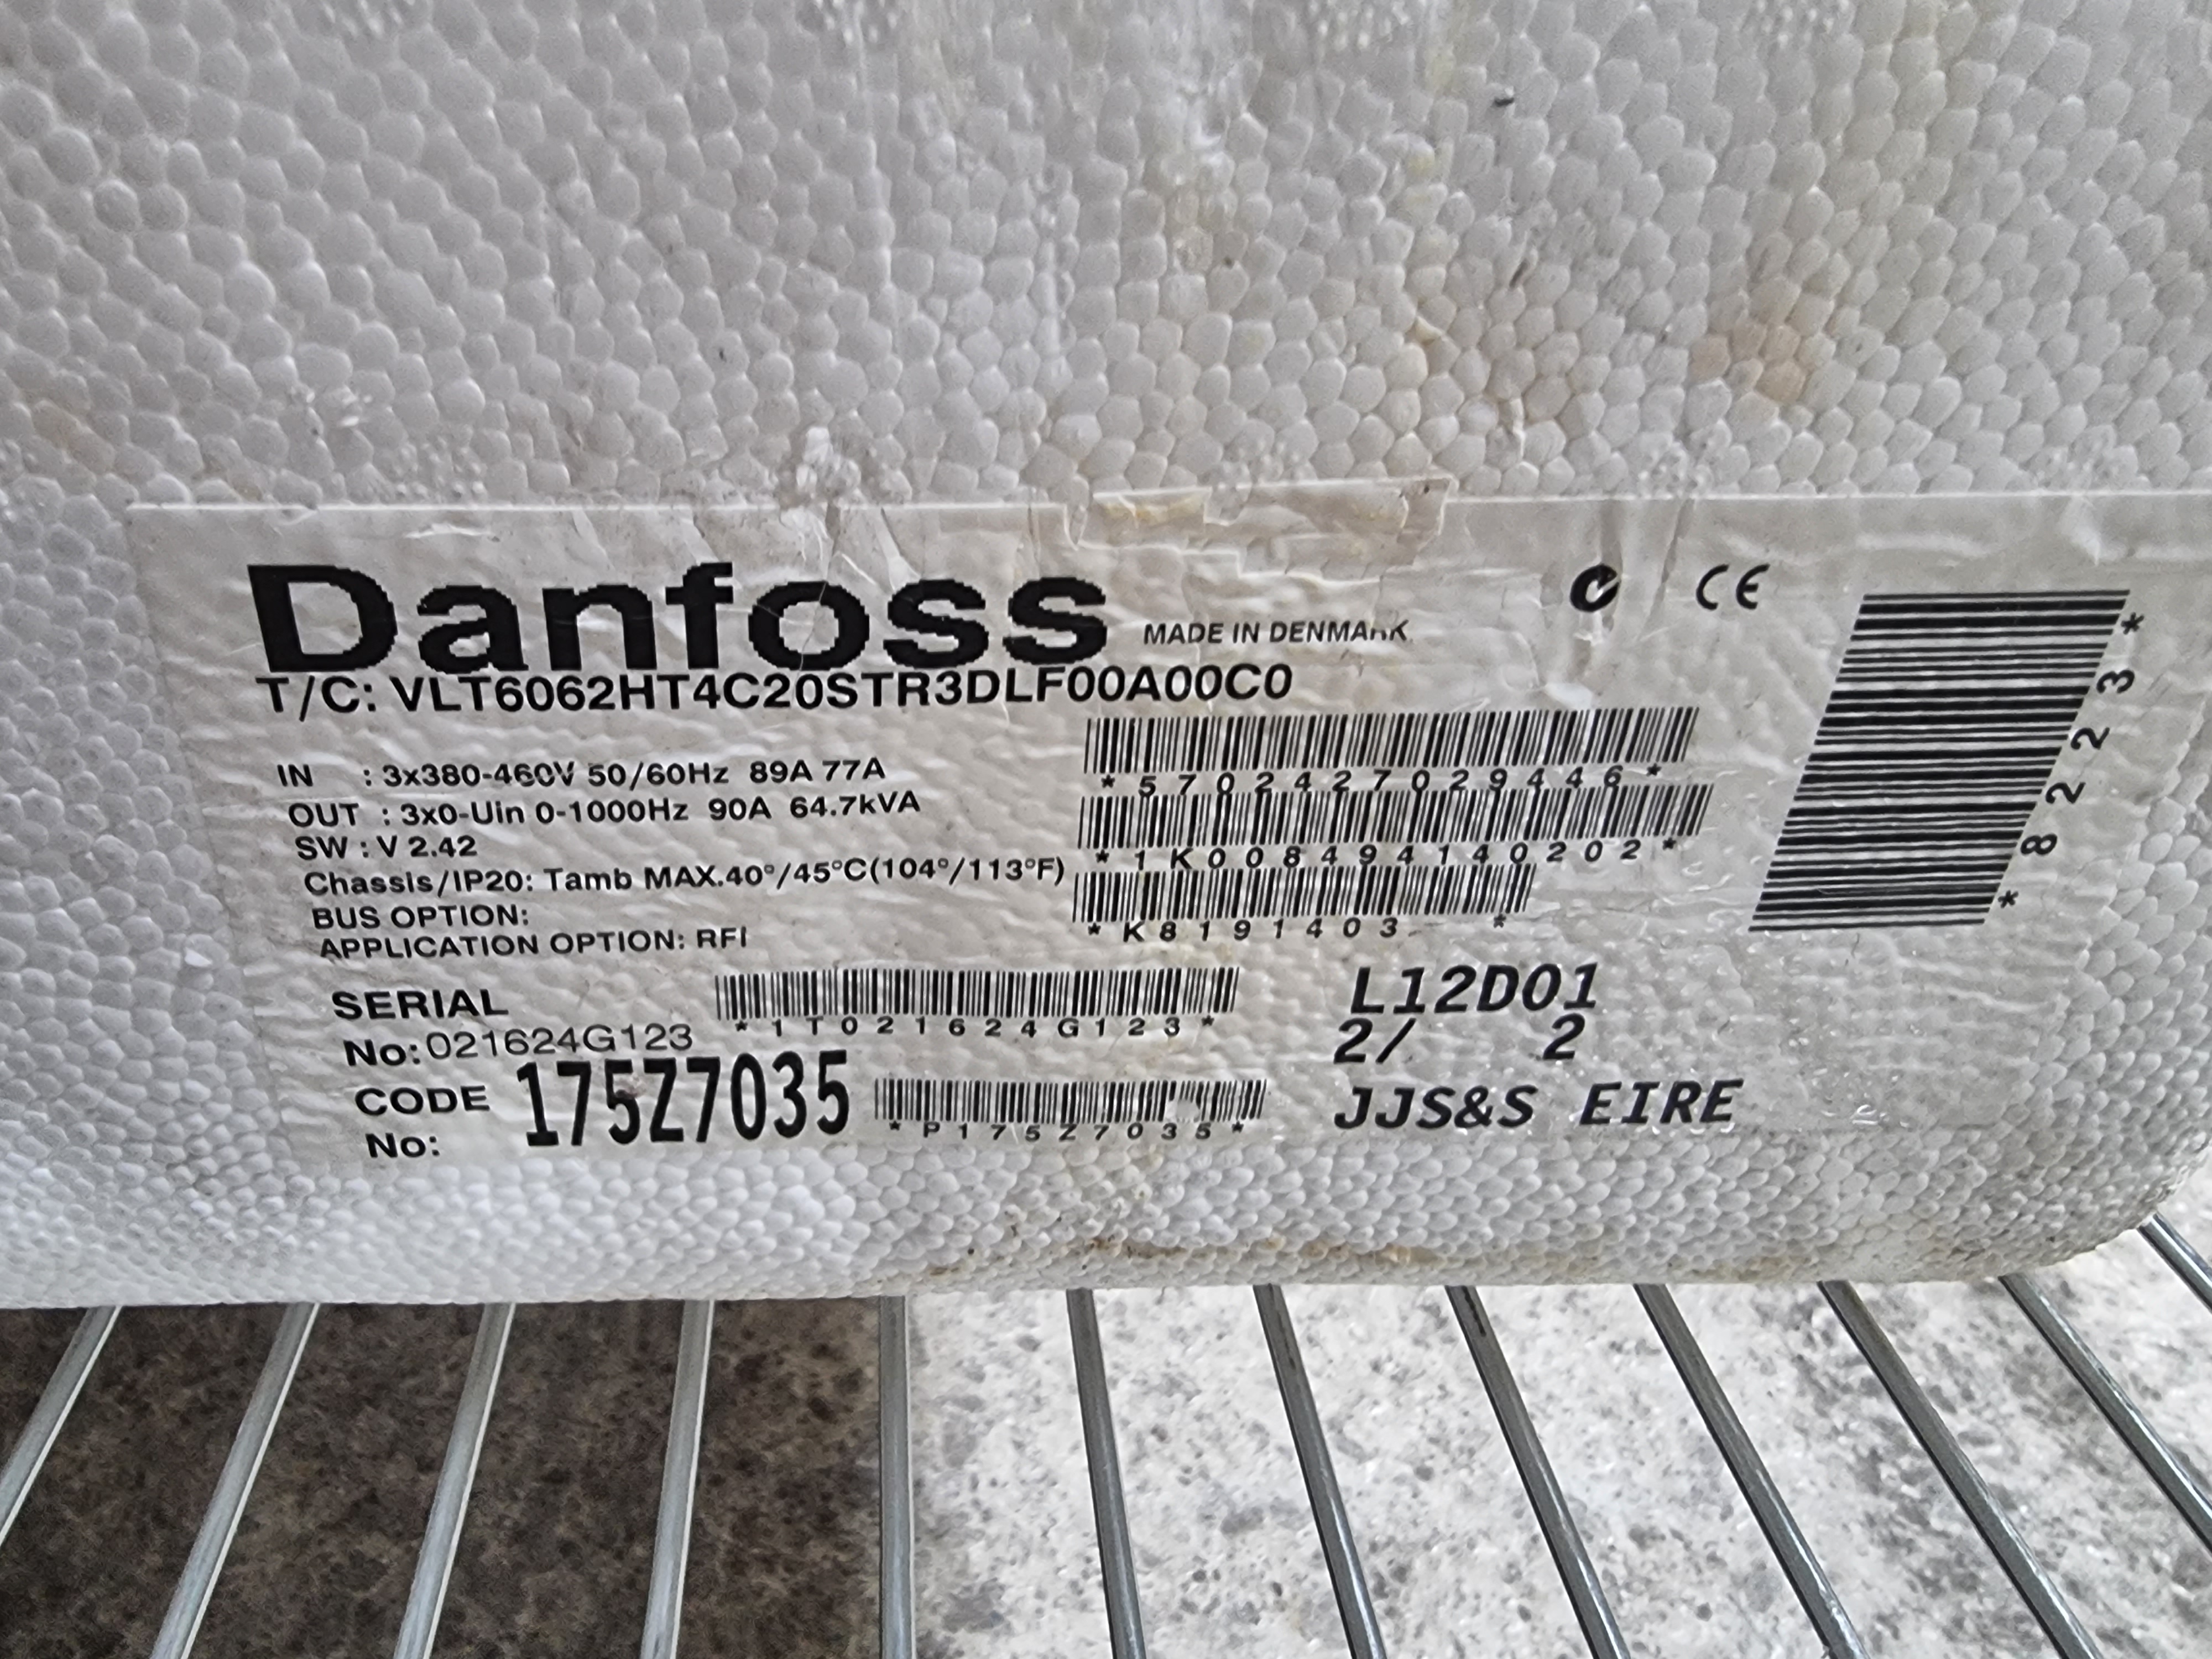 Danfoss MADE IN DENMARK
CE
T/C: VLT6062HT4C20STR3DLF00A00C0
IN : 3x380-460V 50/60Hz 89A 77A
OUT : 3x0-Uin 0-1000Hz 90A 64.7kVA
SW : V 2.42
Chassis/IP20: Tamb MAX.40°/45°C(104°/113°F)
BUS OPTION:
APPLICATION OPTION: RFI
*5702427029446*
*1K008494140202*
*K8191403 *
*8223*
SERIAL
No:021624G123
*1T021624G123*
CODE
No: 175Z7035
*P175Z7035*
L12D01
2/ 2
JJS&S EIRE